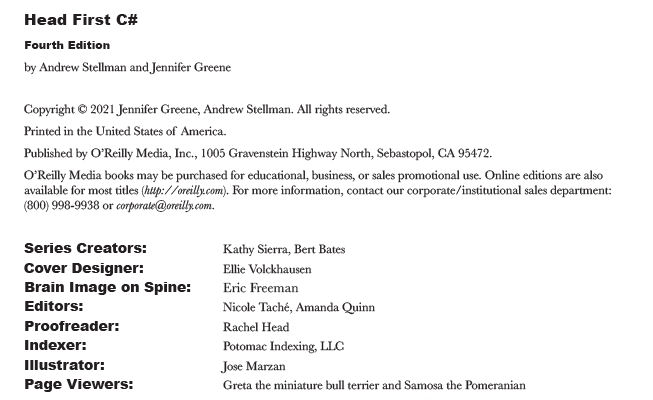 Head First C#
Fourth Edition
by Andrew Stellman and Jennifer Greene
Copyright © 2021 Jennifer Greene, Andrew Stellman. All rights reserved.
Printed in the United States of America.
Published by O’Reilly Media, Inc., 1005 Gravenstein Highway North, Sebastopol, CA 95472.
O’Reilly Media books may be purchased for educational, business, or sales promotional use. Online editions are also
available for most titles (http://oreilly.com). For more information, contact our corporate/institutional sales department:
(800) 998-9938 or corporate@oreilly.com.
Series Creators: Kathy Sierra, Bert Bates
Cover Designer: Ellie Volckhausen
Brain Image on Spine: Eric Freeman
Editors: Nicole Taché, Amanda Quinn
Proofreader: Rachel Head
Indexer: Potomac Indexing, LLC
Illustrator: Jose Marzan
Page Viewers: Greta the miniature bull terrier and Samosa the Pomeranian